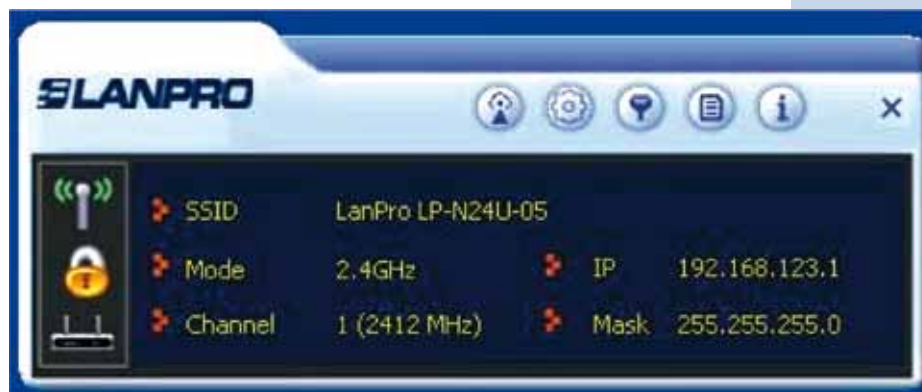 LANPRO
SSID LanPro LP-N24U-05
Mode 2.4GHz IP 192.168.123.1
Channel 1 (2412 MHz) Mask 255.255.255.0